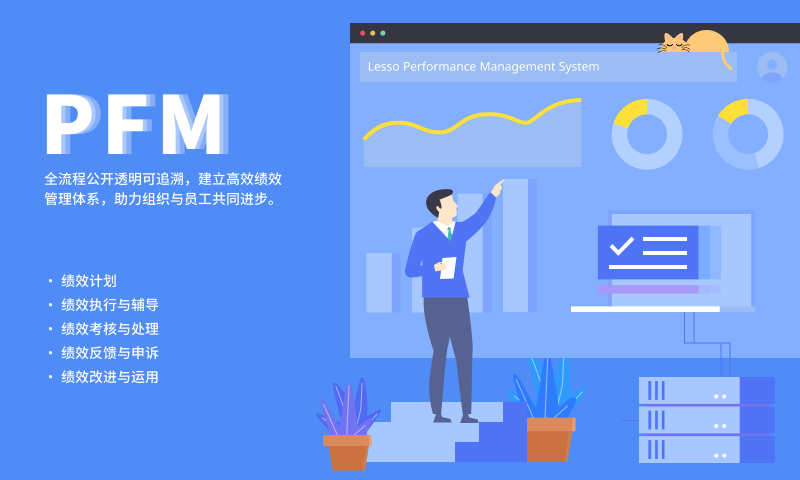 PFM
全流程公开透明可追溯，建立高效绩效
管理体系，助力组织与员工共同进步。
• 绩效计划
• 绩效执行与辅导
• 绩效考核与处理
• 绩效反馈与申诉
• 绩效改进与运用
Lesso Performance Management System